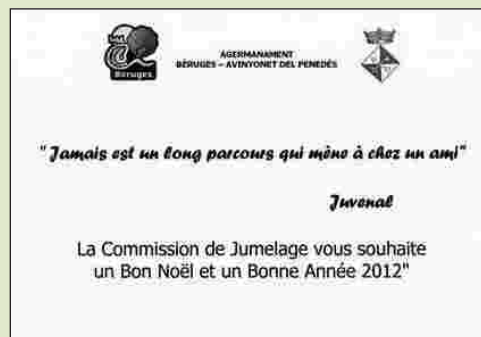 Béruges
AGERMANAMENT
BÉRUGES – AVINYONET DEL PENEDÈS
"Jamais est un long parcours qui mène à chez un ami"
Juvenal
La Commission de Jumelage vous souhaite
un Bon Noël et un Bonne Année 2012"